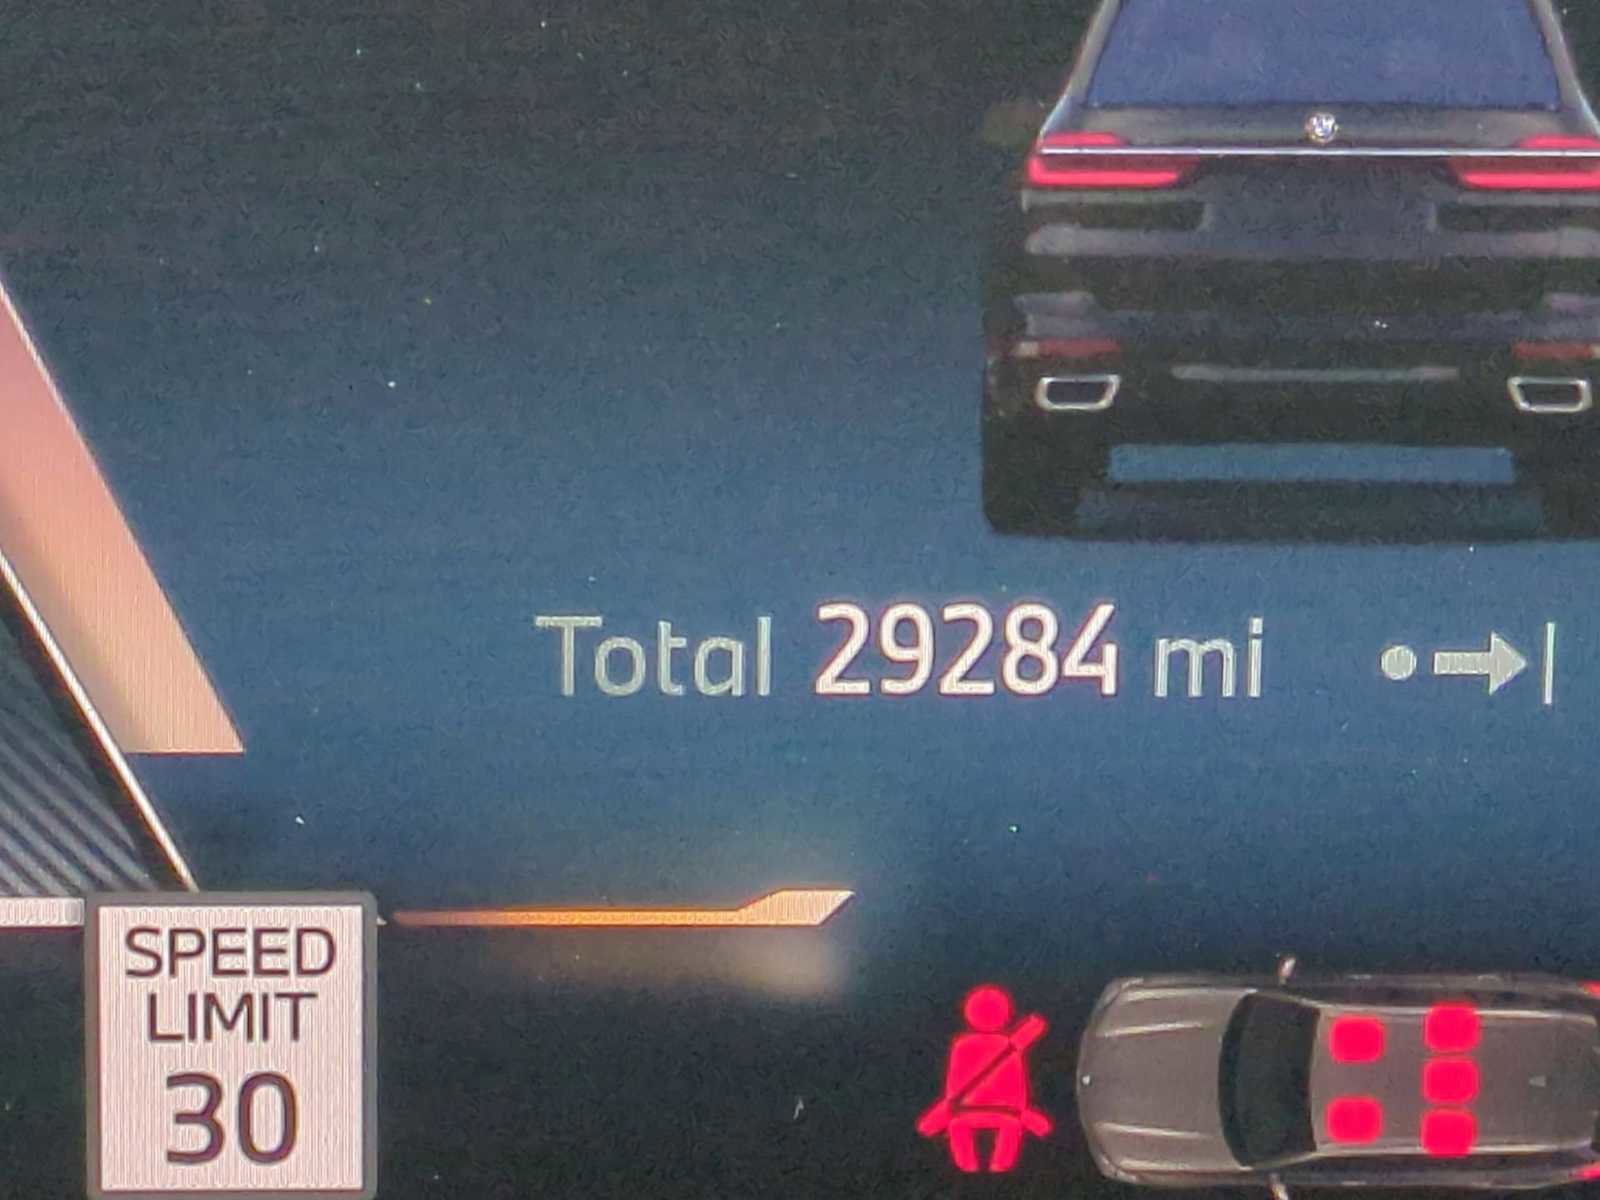 Total 29284 mi
SPEED
LIMIT
30